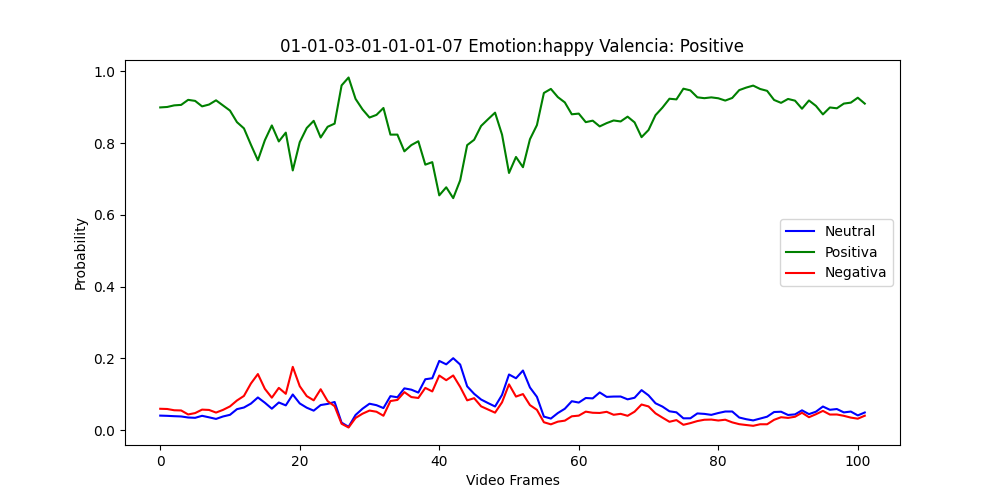 01-01-03-01-01-01-07 Emotion:happy Valencia: Positive
1.0
0.8
0.6
0.4
0.2
0.0
Probability
Neutral
Positiva
Negativa
0 20 40 60 80 100
Video Frames